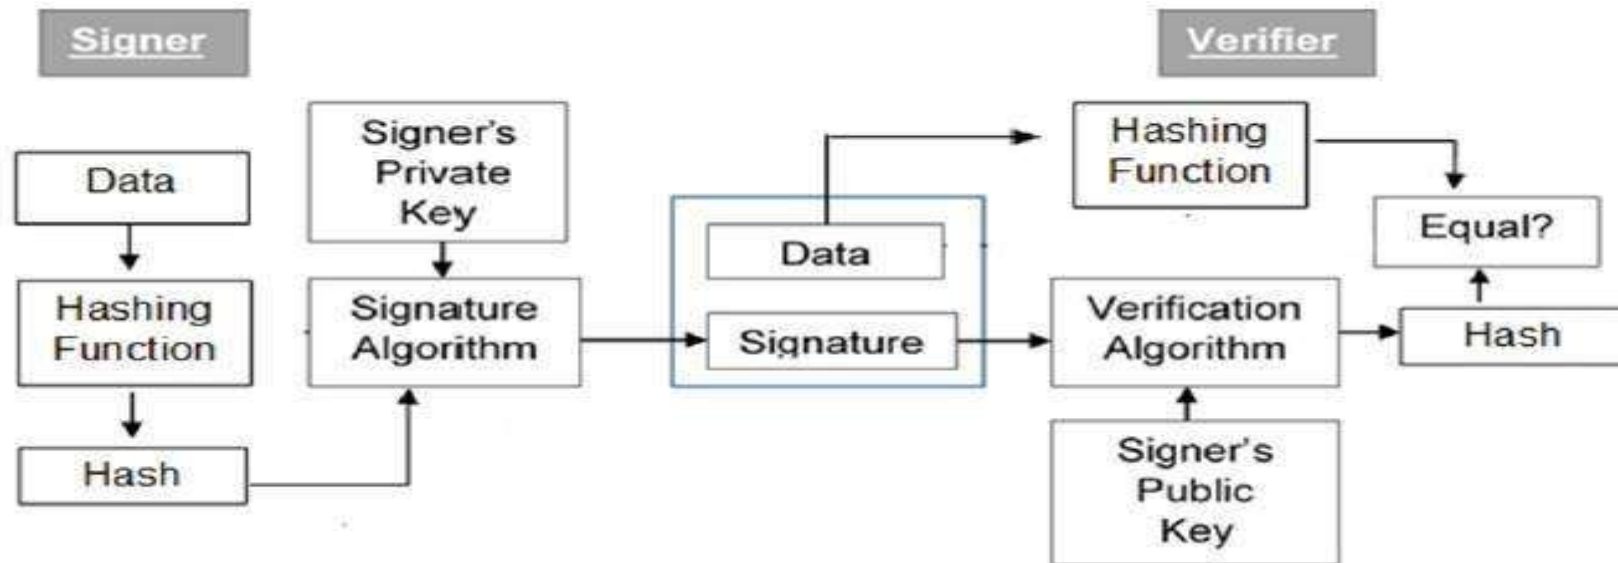 Signer
Verifier
Data
Hashing
Function
Hash
Signer's
Private
Key
Signature
Algorithm
Data
Signature
Hashing
Function
Verification
Algorithm
Signer's
Public
Key
Equal?
Hash